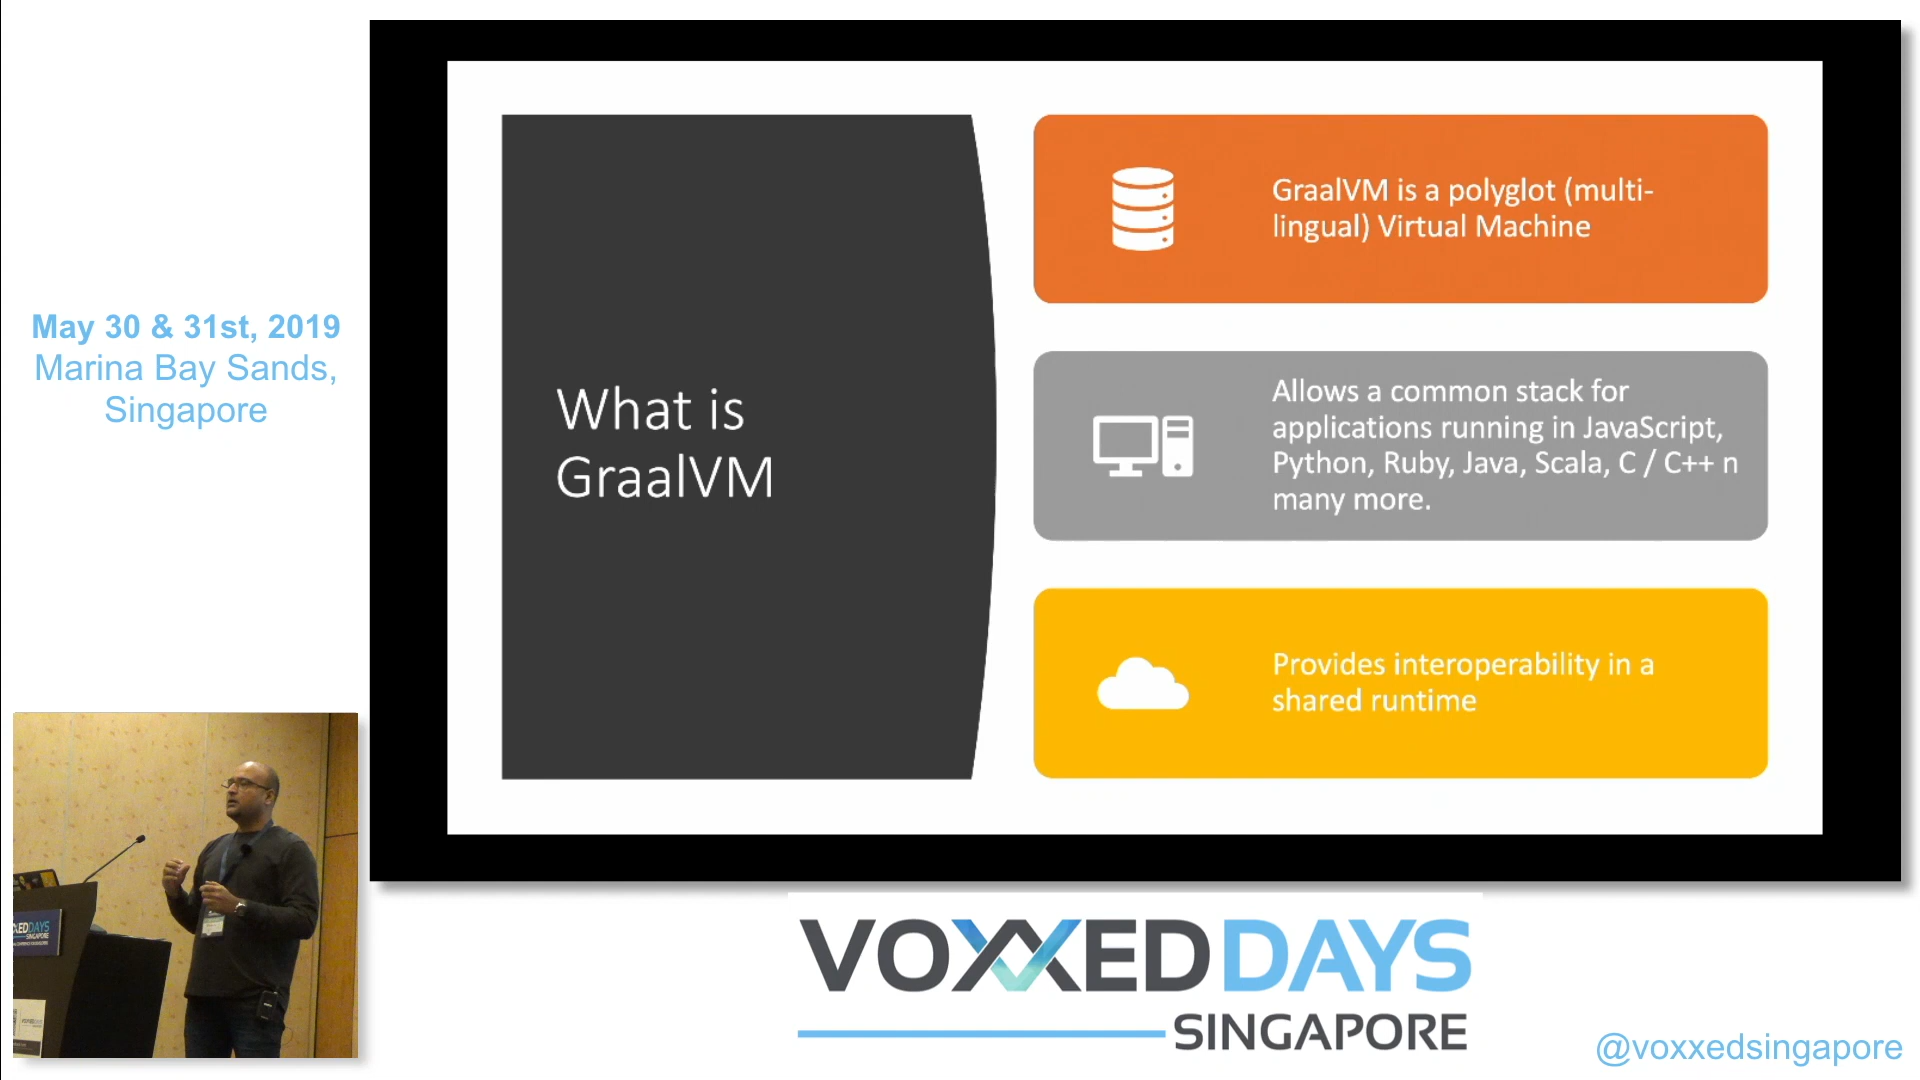 May 30 & 31st, 2019
Marina Bay Sands,
Singapore
What is
GraalVM
GraalVM is a polyglot (multi-
lingual) Virtual Machine
Allows a common stack for
applications running in JavaScript,
Python, Ruby, Java, Scala, C / C++ n
many more.
Provides interoperability in a
shared runtime
XEDDAYS
SINGAPORE
VOXXED DAYS
SINGAPORE
@voxxedsingapore